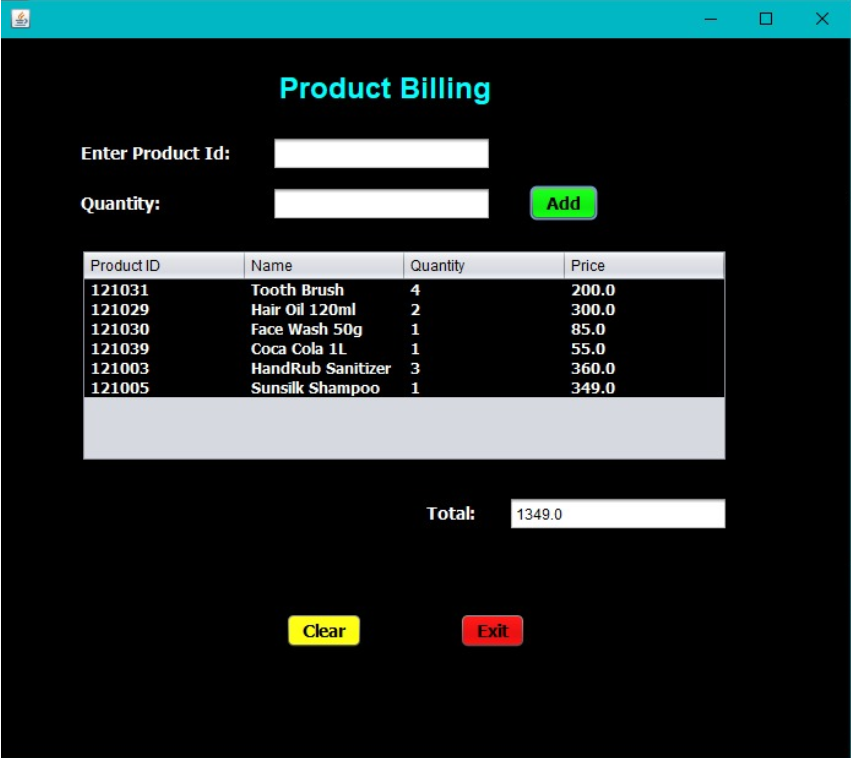 Product Billing
Enter Product Id:
Quantity: Add
Product ID Name Quantity Price
121031 Tooth Brush 4 200.0
121029 Hair Oil 120ml 2 300.0
121030 Face Wash 50g 1 85.0
121039 Coca Cola 1L 1 55.0
121003 HandRub Sanitizer 3 360.0
121005 Sunsilk Shampoo 1 349.0
Total: 1349.0
Clear Exit